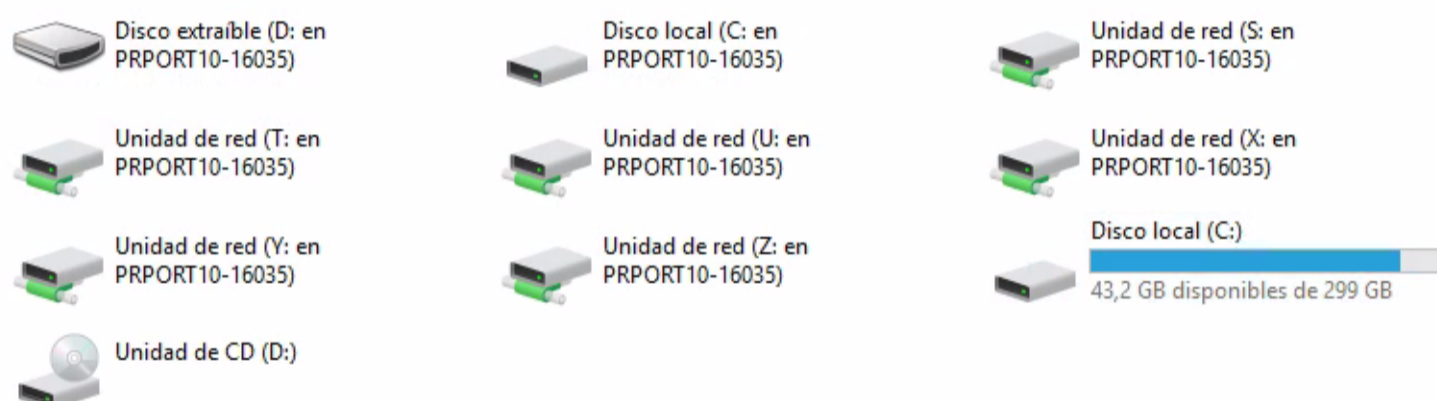 Disco extraíble (D: en
PRPORT10-16035)
Disco local (C: en
PRPORT10-16035)
Unidad de red (S: en
PRPORT10-16035)
Unidad de red (T: en
PRPORT10-16035)
Unidad de red (U: en
PRPORT10-16035)
Unidad de red (X: en
PRPORT10-16035)
Unidad de red (Y: en
PRPORT10-16035)
Unidad de red (Z: en
PRPORT10-16035)
Disco local (C:)
43,2 GB disponibles de 299 GB
Unidad de CD (D:)